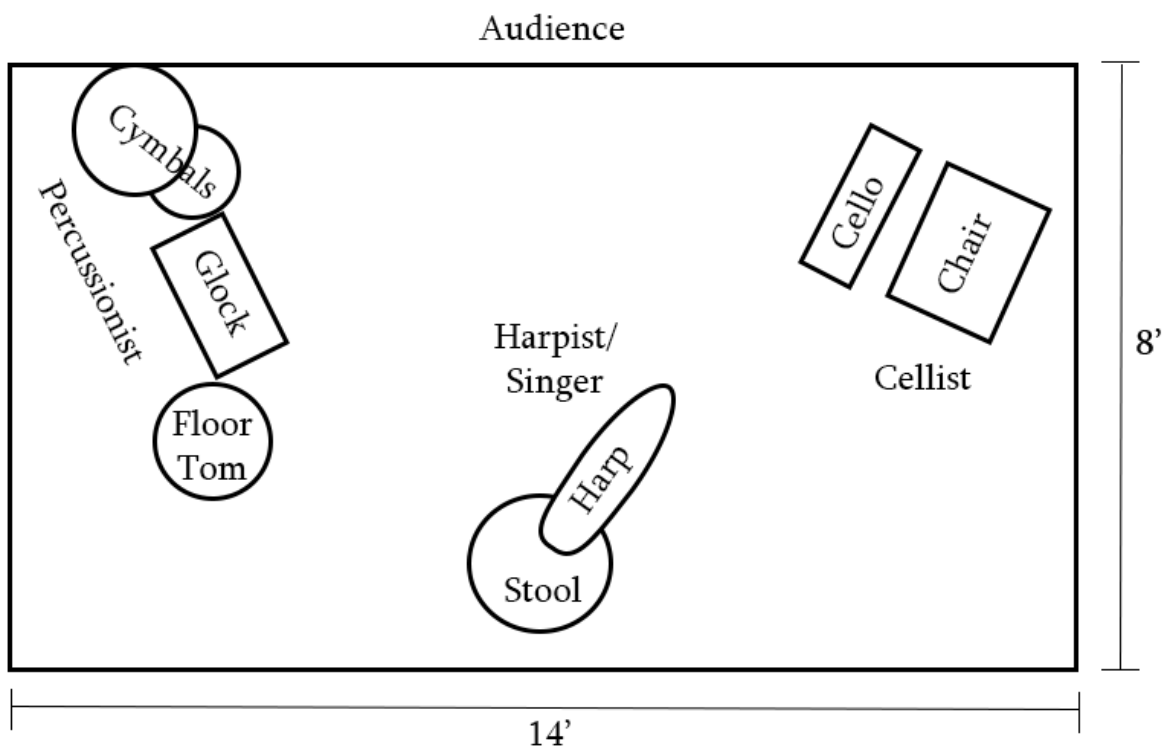 Audience
Cymbals
Percussionist
Glock
Floor
Tom
Harpist/
Singer
Harp
Stool
Cello
Chair
Cellist
8’
14’